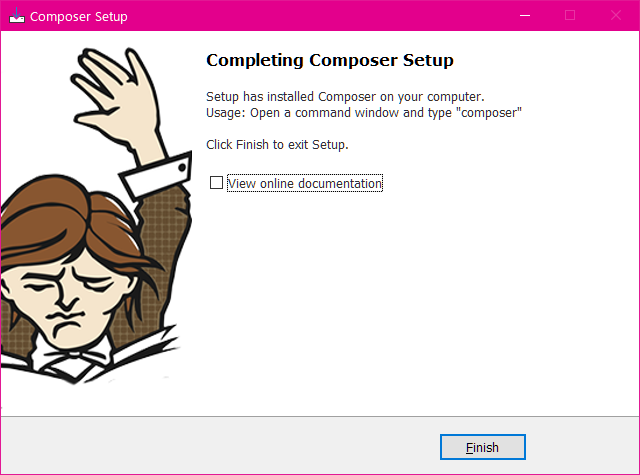 Composer Setup
Completing Composer Setup
Setup has installed Composer on your computer.
Usage: Open a command window and type "composer"
Click Finish to exit Setup.
View online documentation
Finish